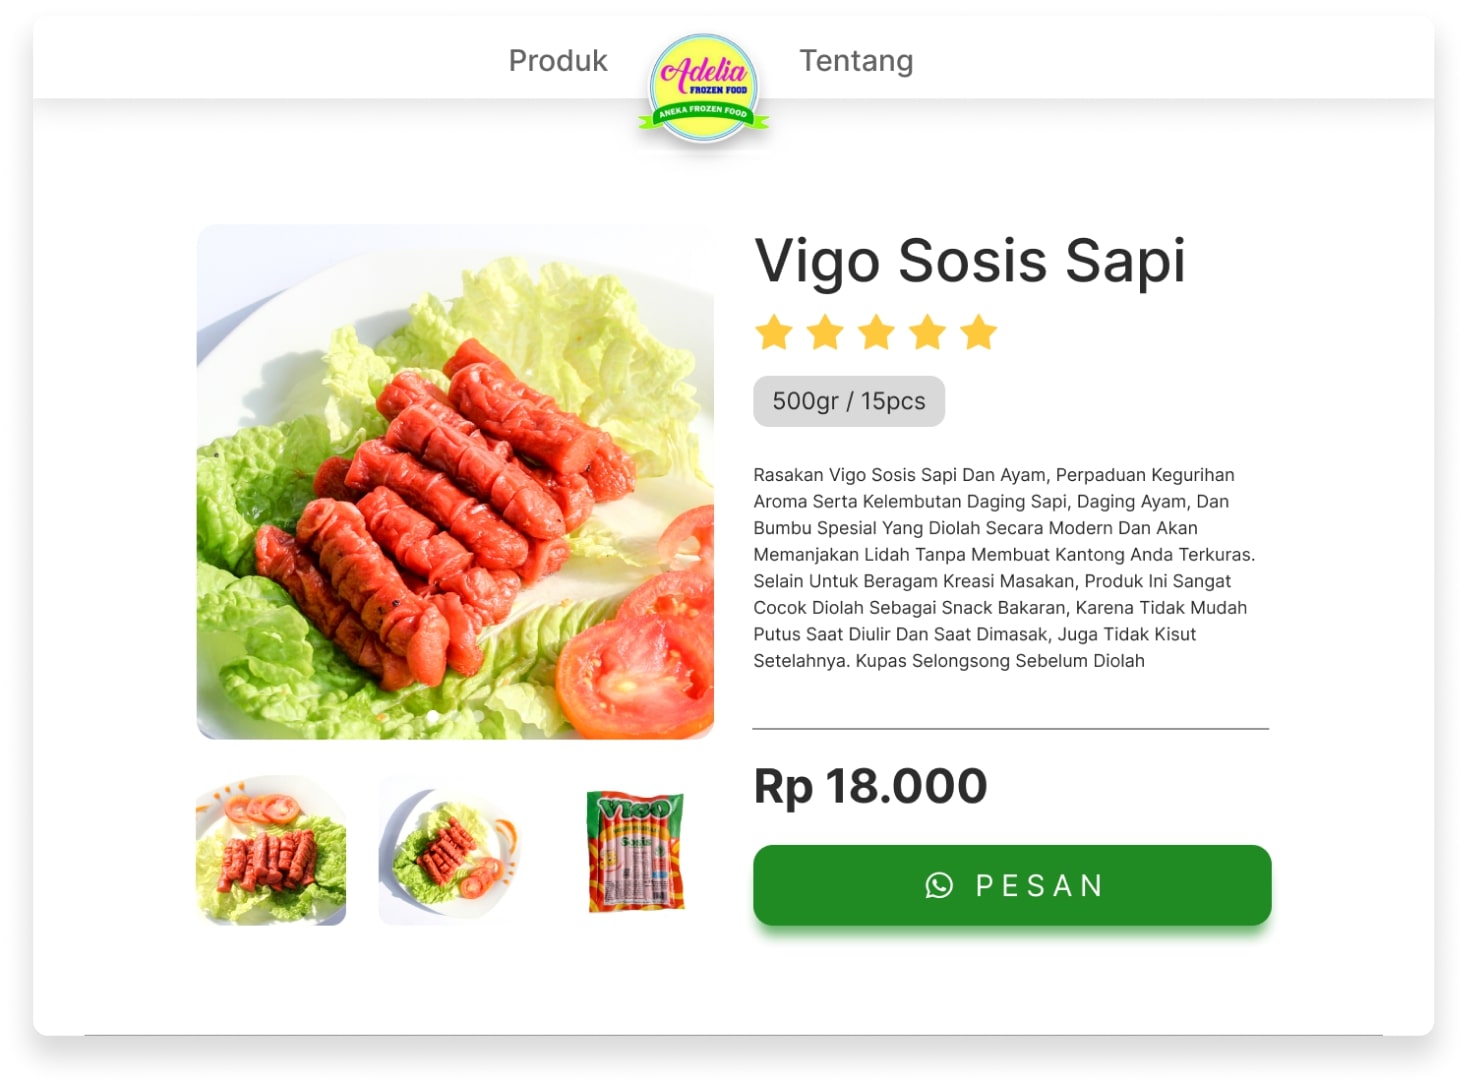 Produk
Adelia
FROZEN FOOD
ANEKA FROZEN FOOD
Tentang
Vigo Sosis Sapi
500gr / 15pcs
Rasakan Vigo Sosis Sapi Dan Ayam, Perpaduan Kegurihan
Aroma Serta Kelembutan Daging Sapi, Daging Ayam, Dan
Bumbu Spesial Yang Diolah Secara Modern Dan Akan
Memanjakan Lidah Tanpa Membuat Kantong Anda Terkuras.
Selain Untuk Beragam Kreasi Masakan, Produk Ini Sangat
Cocok Diolah Sebagai Snack Bakaran, Karena Tidak Mudah
Putus Saat Diulir Dan Saat Dimasak, Juga Tidak Kisut
Setelahnya. Kupas Selongsong Sebelum Diolah
VIGO
Sosis
Rp 18.000
PESAN